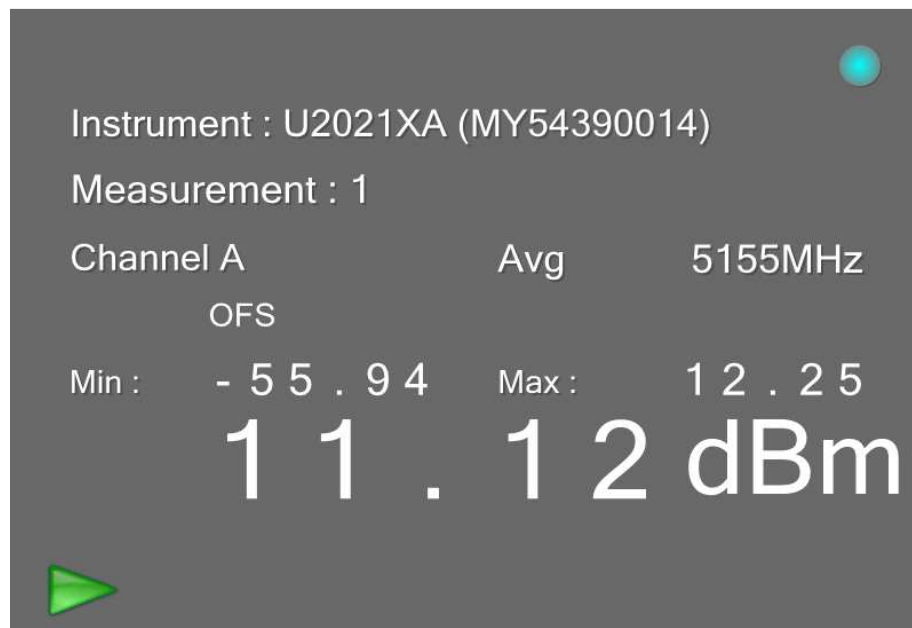 Instrument : U2021XA (MY54390014)
Measurement : 1
Channel A Avg 5155MHz
OFS
Min : -55.94 Max : 12.25
11.12 dBm